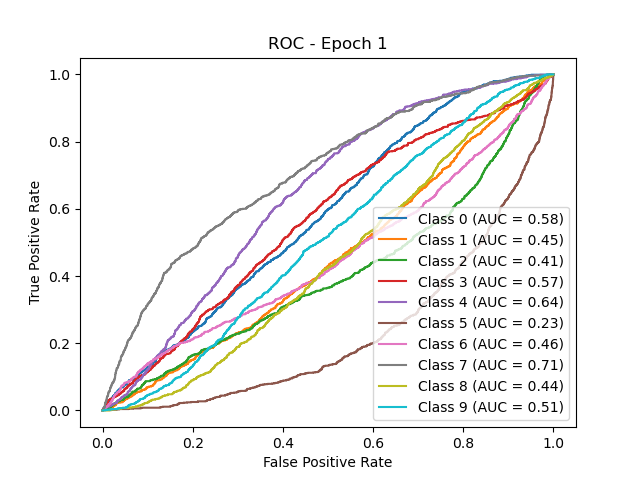 ROC - Epoch 1
True Positive Rate
1.0
0.8
0.6
0.4
0.2
0.0
Class 0 (AUC = 0.58)
Class 1 (AUC = 0.45)
Class 2 (AUC = 0.41)
Class 3 (AUC = 0.57)
Class 4 (AUC = 0.64)
Class 5 (AUC = 0.23)
Class 6 (AUC = 0.46)
Class 7 (AUC = 0.71)
Class 8 (AUC = 0.44)
Class 9 (AUC = 0.51)
0.0 0.2 0.4 0.6 0.8 1.0
False Positive Rate